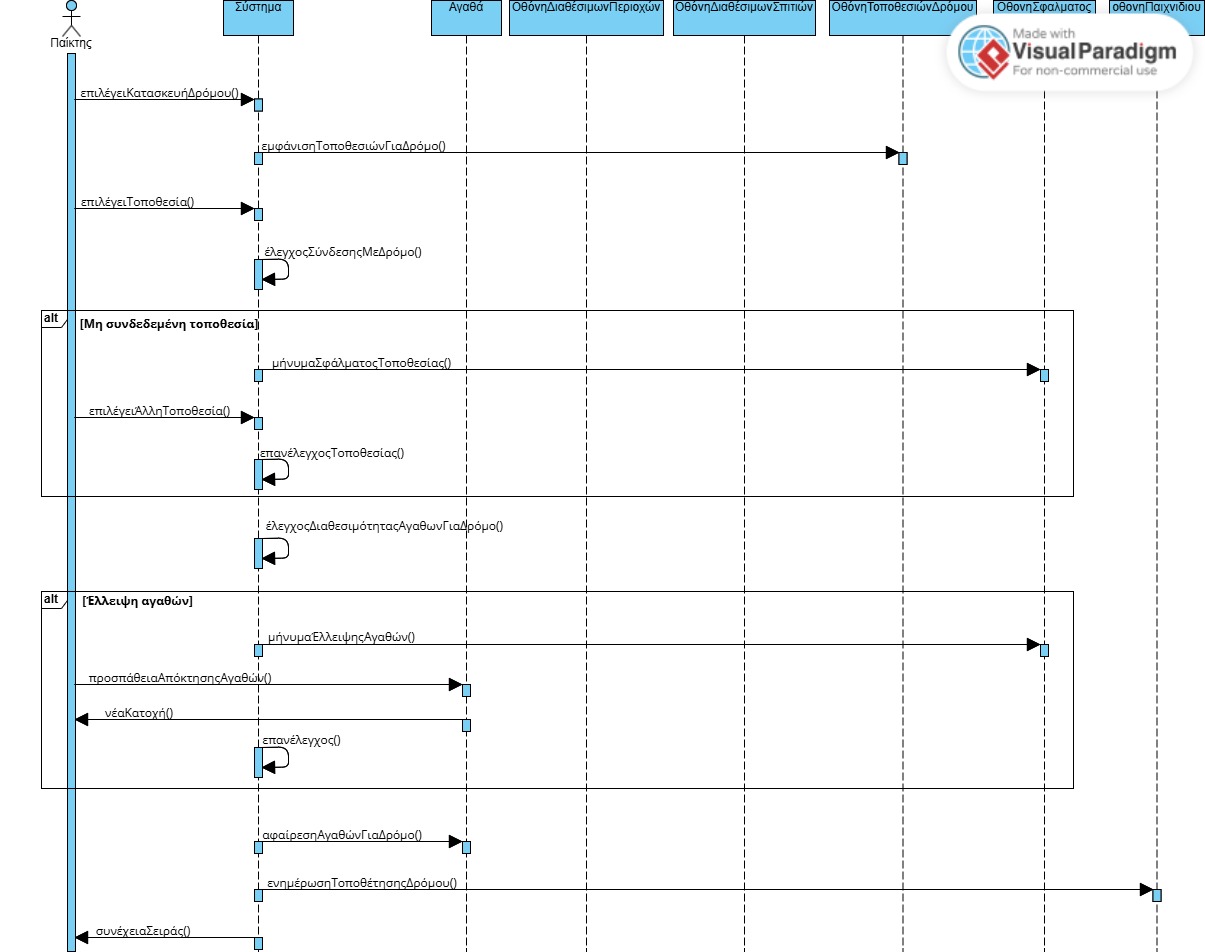 Σύστημα
Αγαθά
ΟθόνηΔιαθέσιμωνΠεριοχών
ΟθόνηΔιαθέσιμωνΣπιτιών
ΟθόνηΤοποθεσιώνΔρόμου
ΟθόνηΣφάλματος
οθονηΠαιχνιδιου
Παίκτης
Made with
Visual Paradigm
For non-commercial use
επιλέγειΚατασκευήΔρόμου()
εμφάνισηΤοποθεσιώνΓιαΔρόμο()
επιλέγειΤοποθεσία()
έλεγχοςΣύνδεσηςΜεΔρόμο()
alt
[Μη συνδεδεμένη τοποθεσία]
μήνυμαΣφάλματοςΤοποθεσίας()
επιλέγειΆλληΤοποθεσία()
επανέλεγχοςΤοποθεσίας()
έλεγχοςΔιαθεσιμότηταςΑγαθωνΓιαΔρόμο()
alt
[Έλλειψη αγαθών]
μήνυμαΈλλειψηςΑγαθών()
προσπάθειαΑπόκτησηςΑγαθών()
νέαΚατοχή()
επανέλεγχος()
αφαίρεσηΑγαθώνΓιαΔρόμο()
ενημέρωσηΤοποθέτησηςΔρόμου()
συνέχειαΣειράς()